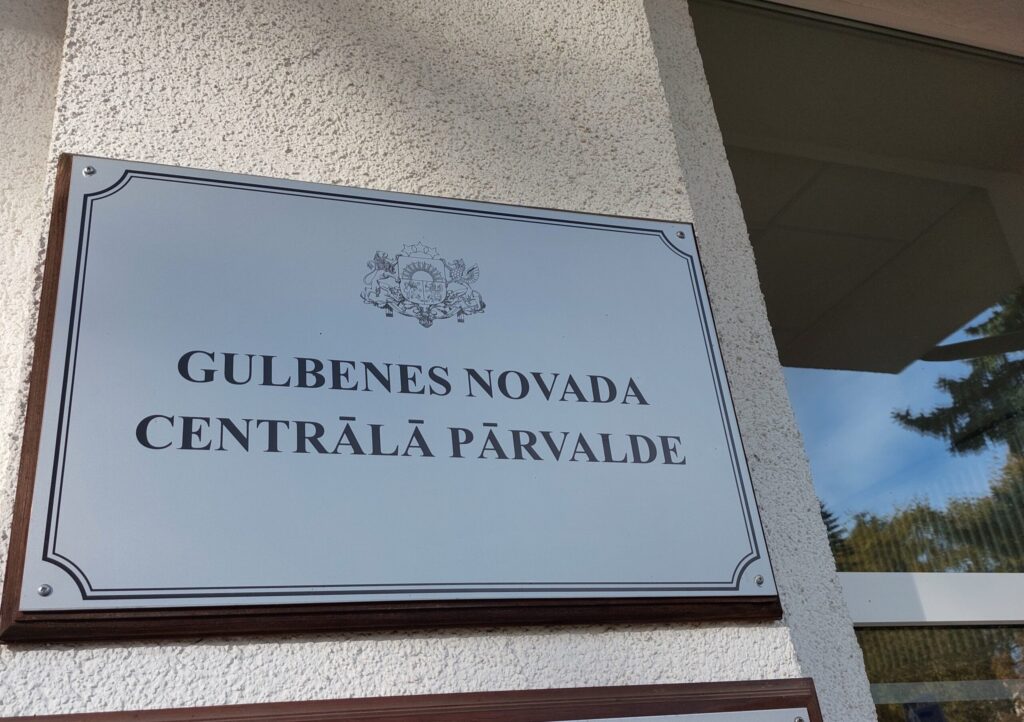 GULBENES NOVADA
CENTRĀLĀ PĀRVALDE